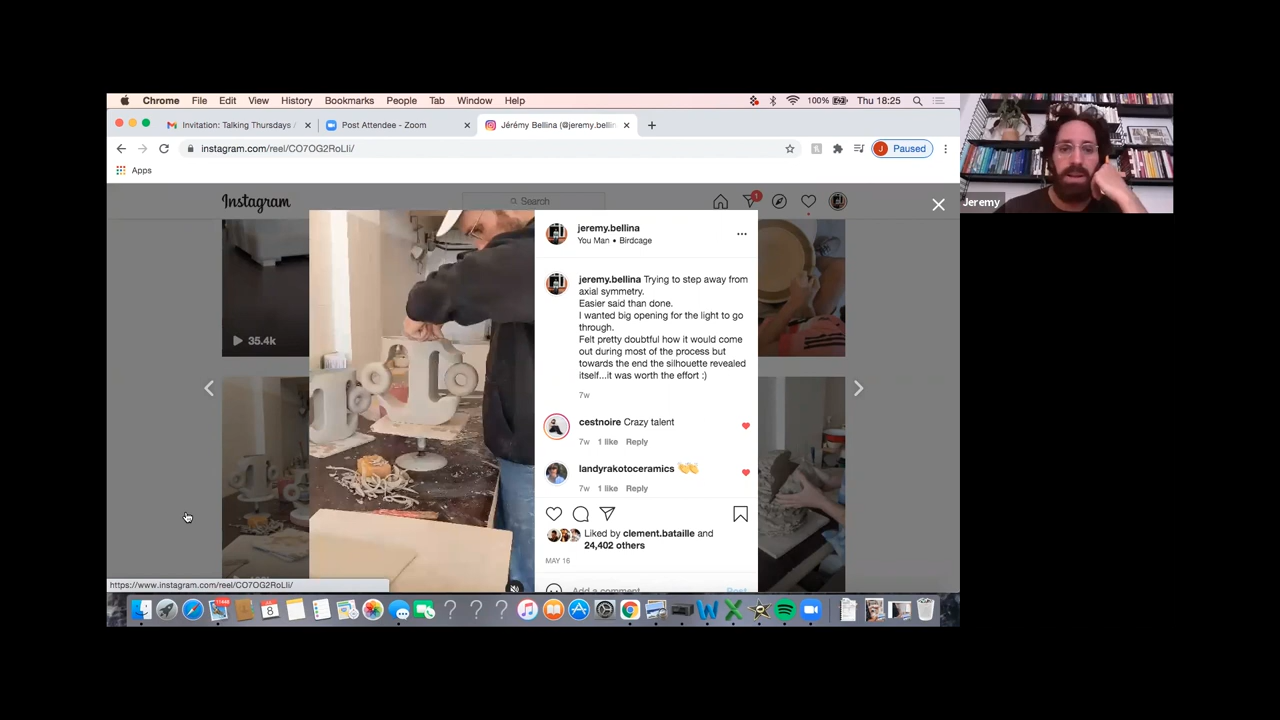 Chrome File Edit View History Bookmarks People Tab Window Help 100% Thu 18:25
Invitation: Talking Thursdays / Post Attendee - Zoom Jérémy Bellina (@jeremy.bellin
instagram.com/reel/CO7OG2RoLIi/ J Paused
Apps
Instagram Search 1
jeremy.bellina
You Man • Birdcage
jeremy.bellina Trying to step away from
axial symmetry.
Easier said than done.
I wanted big opening for the light to go
through.
Felt pretty doubtful how it would come
out during most of the process but
towards the end the silhouette revealed
itself...it was worth the effort :)
7w
35.4k
cestnoire Crazy talent
7w 1 like Reply
landyrakotoceramics 👏👏
7w 1 like Reply
Liked by clement.bataille and
24,402 others
MAY 16
Add a comment... Post
https://www.instagram.com/reel/CO7OG2RoLIi/
8
Jeremy